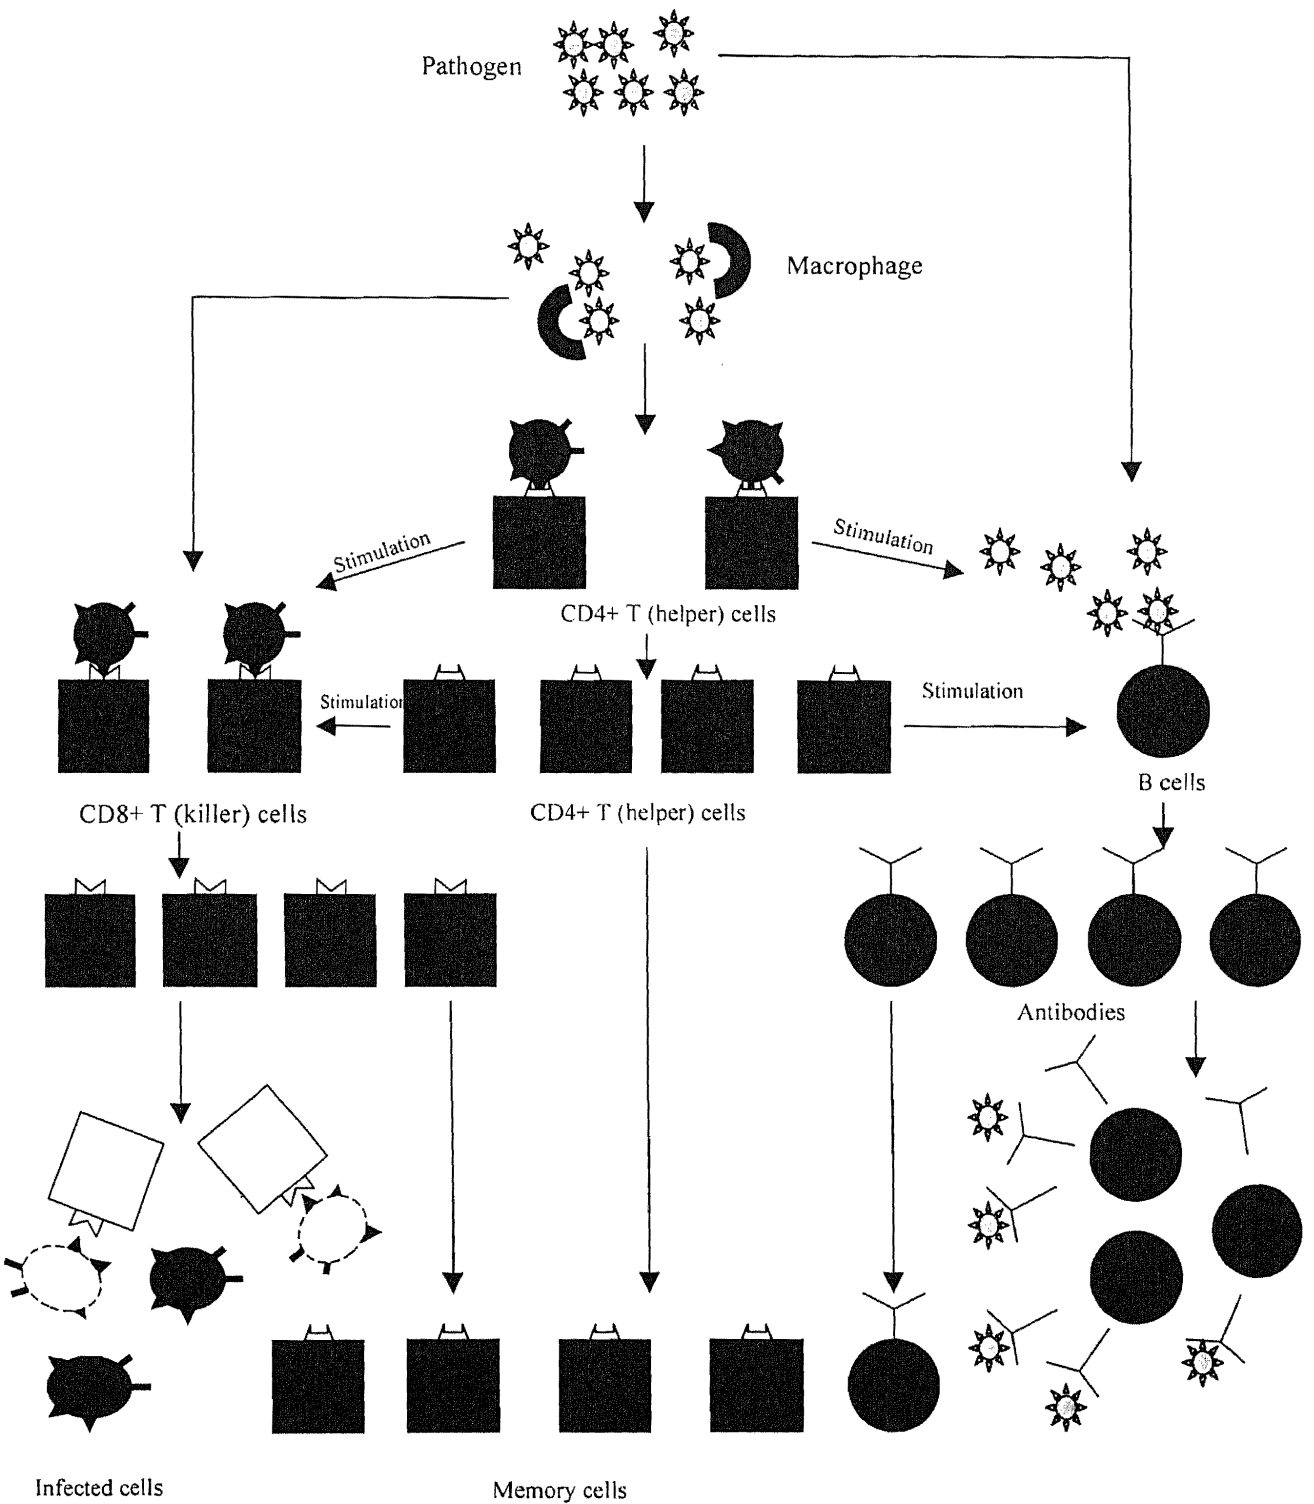 Pathogen
Macrophage
Stimulation
Stimulation
CD4+ T (helper) cells
Stimulation
Stimulation
B cells
CD8+ T (killer) cells
CD4+ T (helper) cells
Antibodies
Infected cells
Memory cells